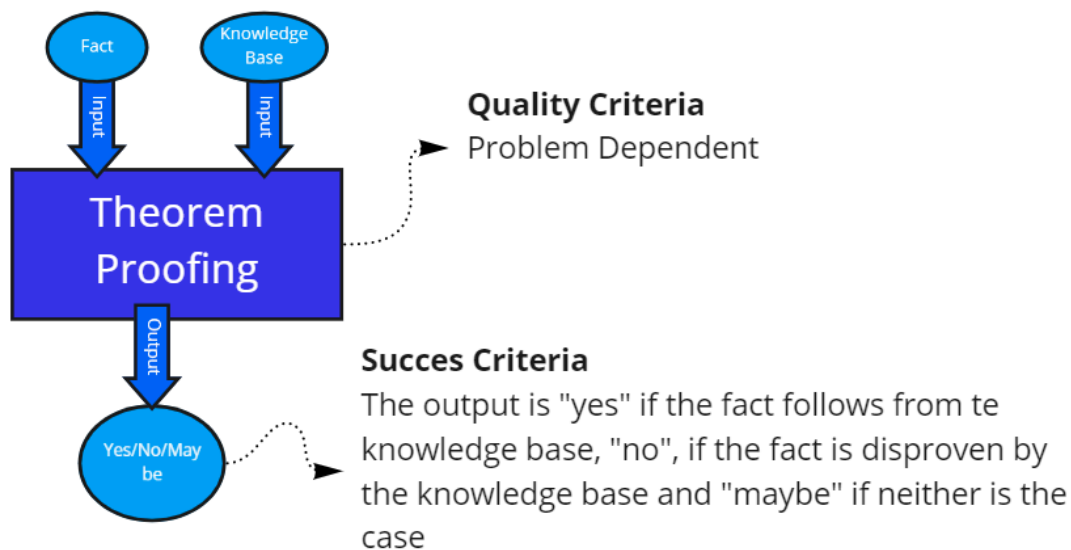 Fact
Knowledge
Base
Input
Input
Quality Criteria
Problem Dependent
Theorem
Proofing
Output
Succes Criteria
The output is "yes" if the fact follows from te
knowledge base, "no", if the fact is disproven by
the knowledge base and "maybe" if neither is the
case
Yes/No/May
be